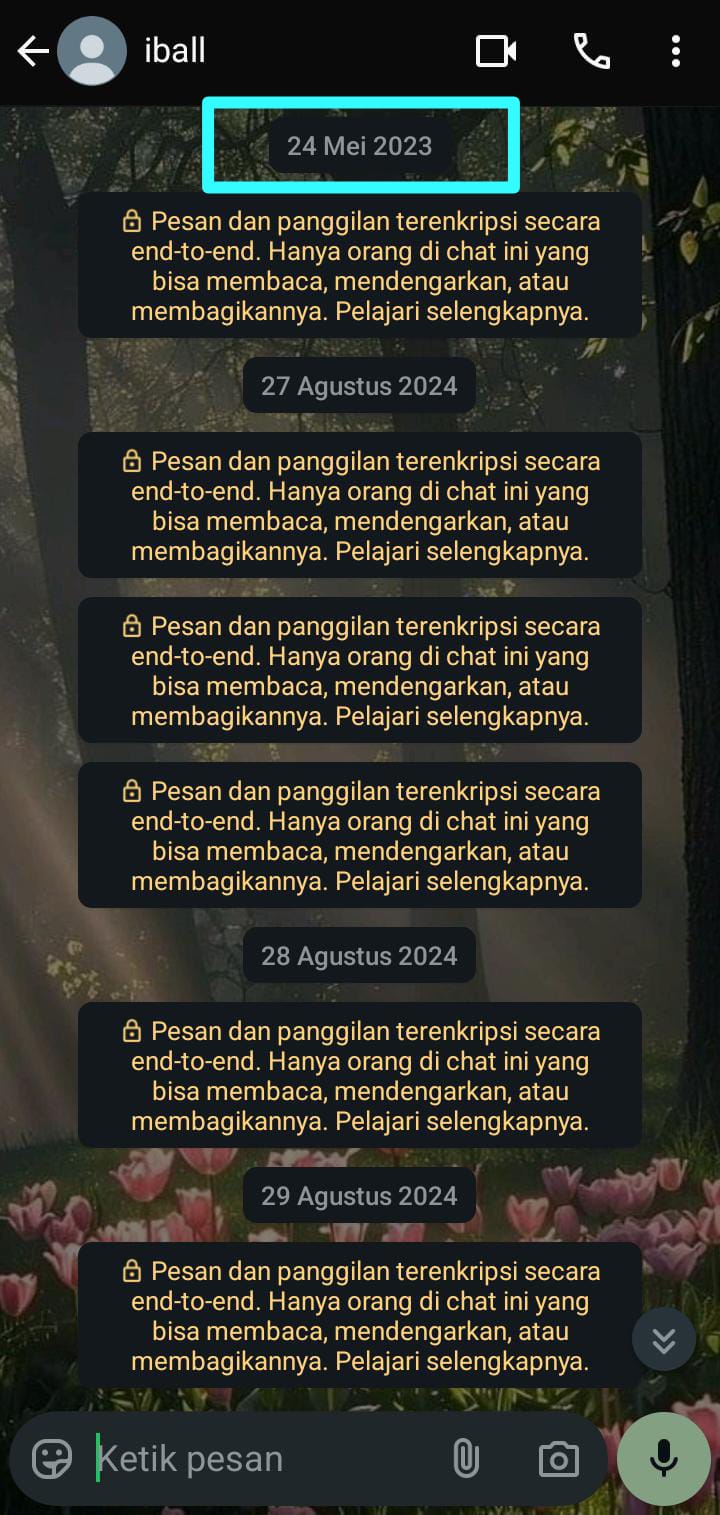 iball
24 Mei 2023
Pesan dan panggilan terenkripsi secara
end-to-end. Hanya orang di chat ini yang
bisa membaca, mendengarkan, atau
membagikannya. Pelajari selengkapnya.
27 Agustus 2024
Pesan dan panggilan terenkripsi secara
end-to-end. Hanya orang di chat ini yang
bisa membaca, mendengarkan, atau
membagikannya. Pelajari selengkapnya.
Pesan dan panggilan terenkripsi secara
end-to-end. Hanya orang di chat ini yang
bisa membaca, mendengarkan, atau
membagikannya. Pelajari selengkapnya.
Pesan dan panggilan terenkripsi secara
end-to-end. Hanya orang di chat ini yang
bisa membaca, mendengarkan, atau
membagikannya. Pelajari selengkapnya.
28 Agustus 2024
Pesan dan panggilan terenkripsi secara
end-to-end. Hanya orang di chat ini yang
bisa membaca, mendengarkan, atau
membagikannya. Pelajari selengkapnya.
29 Agustus 2024
Pesan dan panggilan terenkripsi secara
end-to-end. Hanya orang di chat ini yang
bisa membaca, mendengarkan, atau
membagikannya. Pelajari selengkapnya.
Ketik pesan